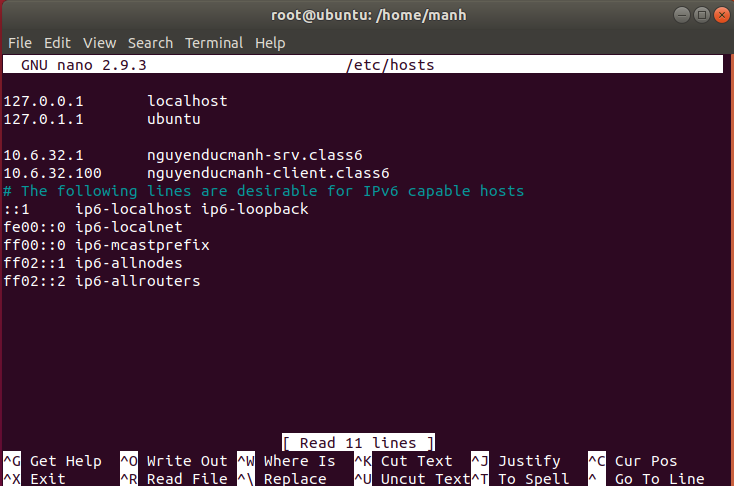 root@ubuntu: /home/manh
File Edit View Search Terminal Help
GNU nano 2.9.3 /etc/hosts
127.0.0.1 localhost
127.0.1.1 ubuntu
10.6.32.1 nguyenducmanh-srv.class6
10.6.32.100 nguyenducmanh-client.class6
# The following lines are desirable for IPv6 capable hosts
::1 ip6-localhost ip6-loopback
fe00::0 ip6-localnet
ff00::0 ip6-mcastprefix
ff02::1 ip6-allnodes
ff02::2 ip6-allrouters
[ Read 11 lines ]
^G Get Help ^O Write Out ^W Where Is ^K Cut Text ^J Justify ^C Cur Pos
^X Exit ^R Read File ^\ Replace ^U Uncut Text ^T To Spell ^_ Go To Line